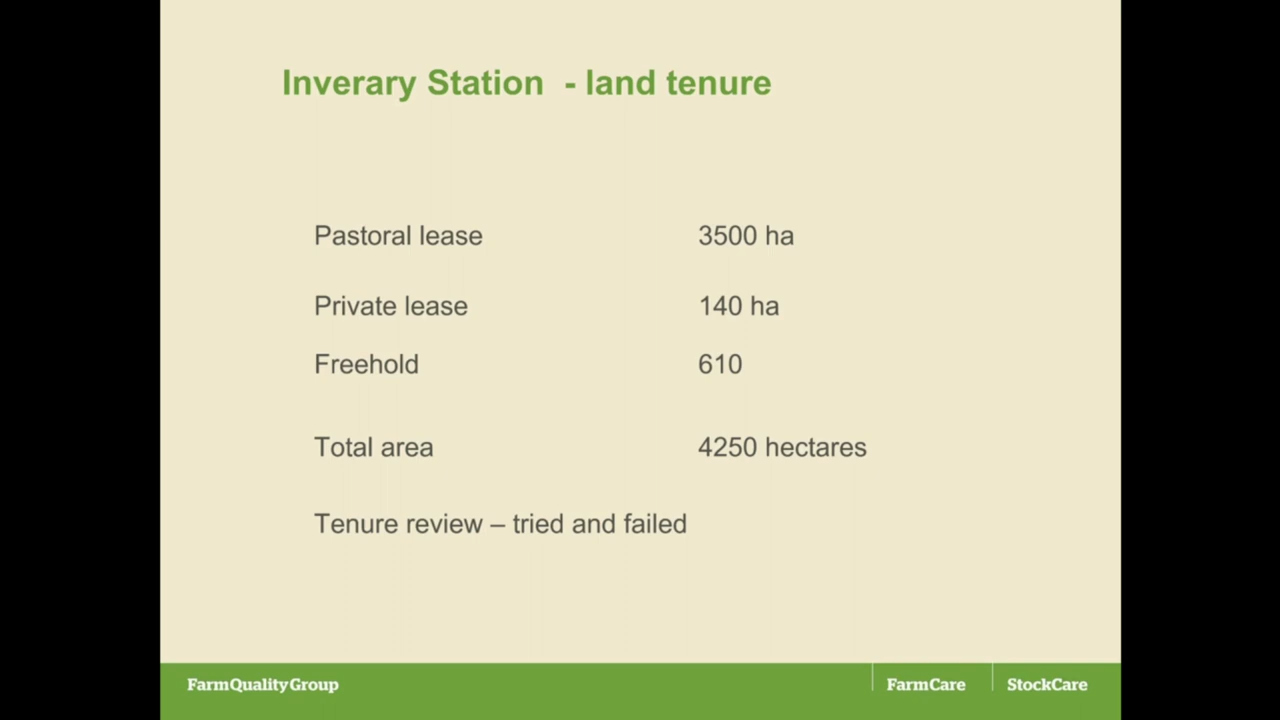 Inverary Station - land tenure
Pastoral lease 3500 ha
Private lease 140 ha
Freehold 610
Total area 4250 hectares
Tenure review – tried and failed
FarmQualityGroup FarmCare StockCare